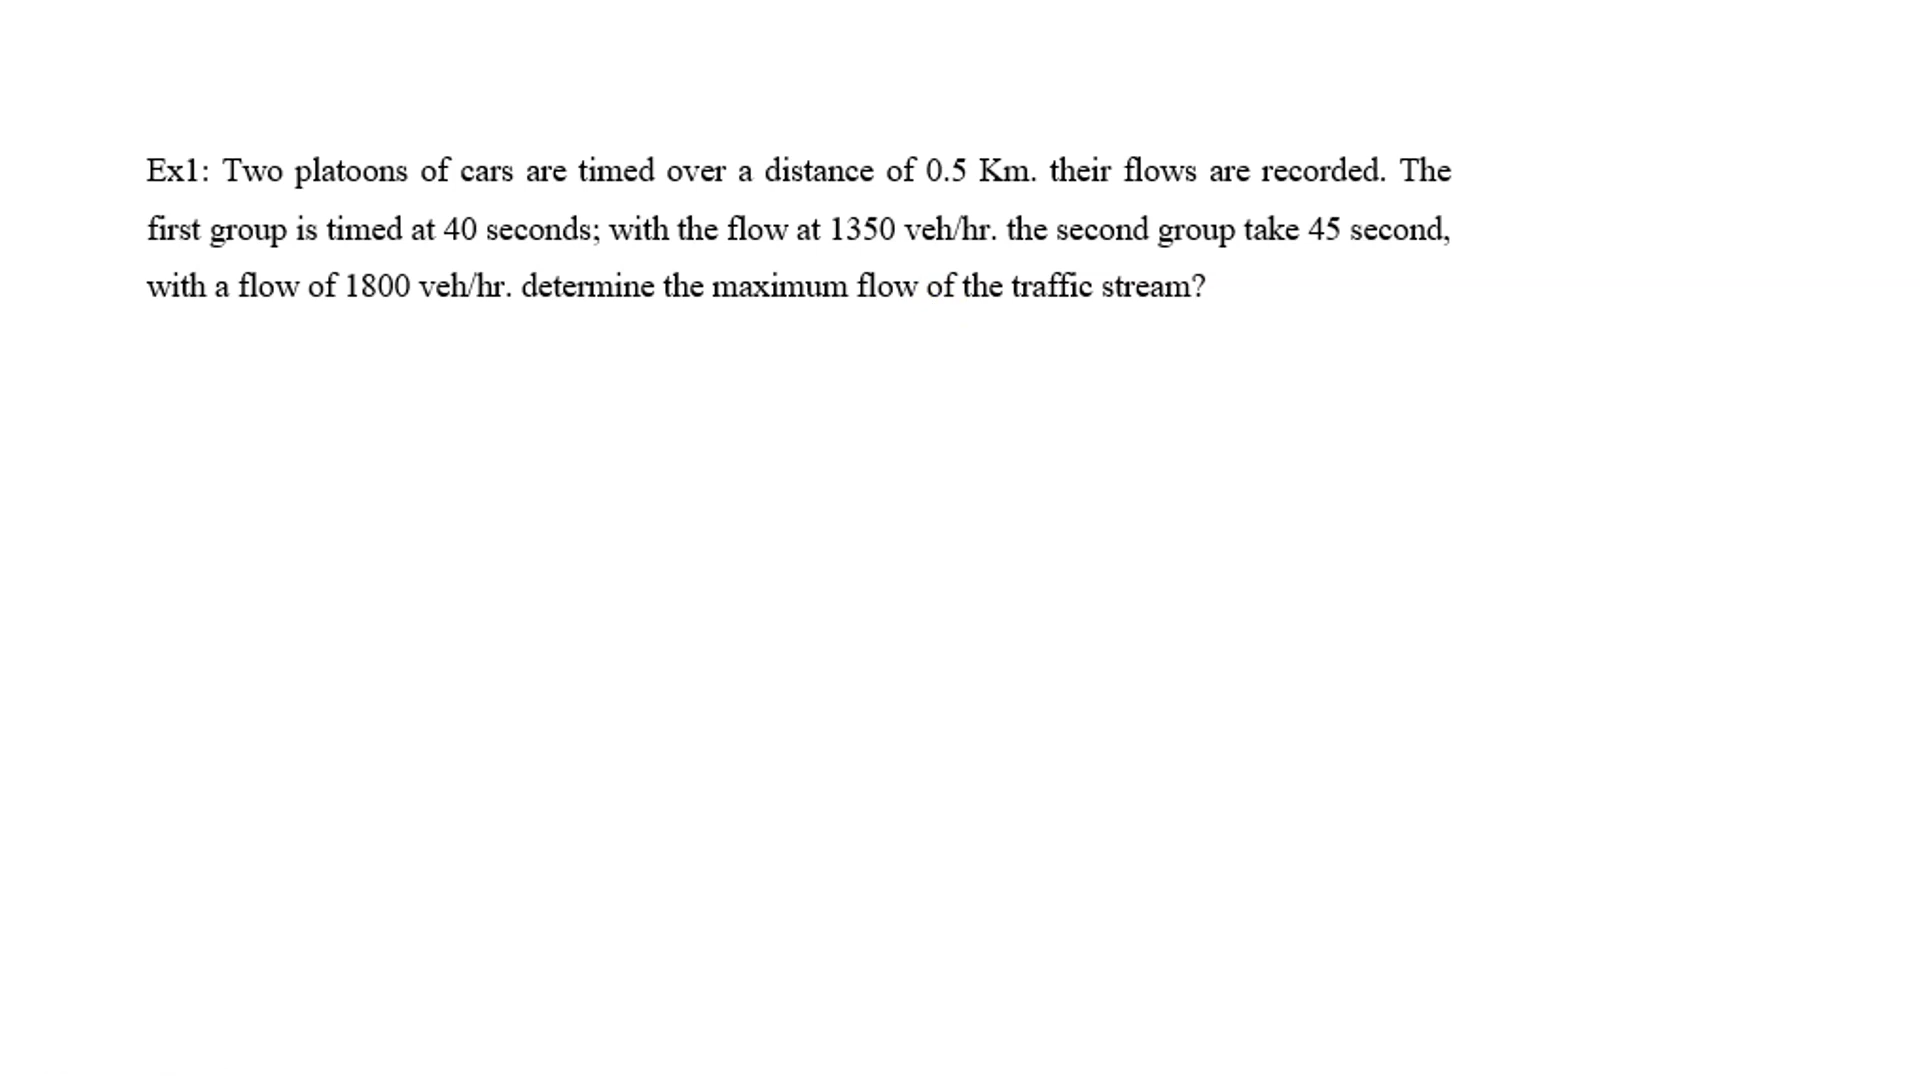 Ex1: Two platoons of cars are timed over a distance of 0.5 Km. their flows are recorded. The
first group is timed at 40 seconds; with the flow at 1350 veh/hr. the second group take 45 second,
with a flow of 1800 veh/hr. determine the maximum flow of the traffic stream?